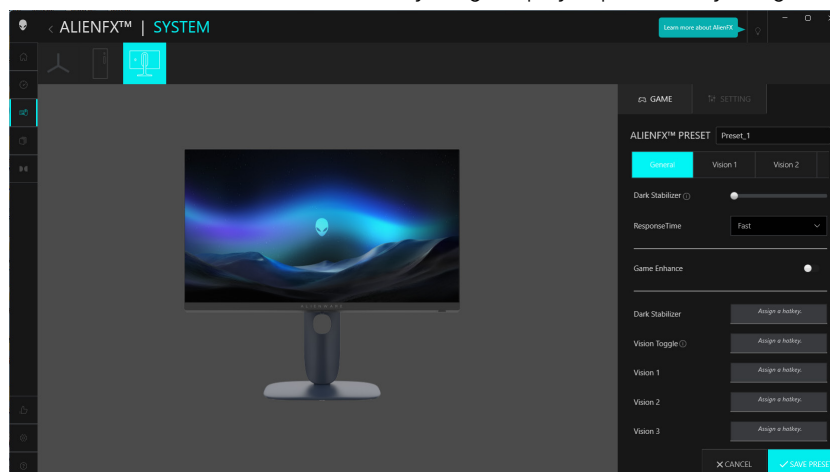 ALIENFX™ | SYSTEM
Learn more about AlienFX
GAME
SETTING
ALIENFX™ PRESET
Preset_1
General
Vision 1
Vision 2
Dark Stabilizer
ResponseTime
Fast
Game Enhance
Dark Stabilizer
Assign a hotkey.
Vision Toggle
Assign a hotkey.
Vision 1
Assign a hotkey.
Vision 2
Assign a hotkey.
Vision 3
Assign a hotkey.
ALIENWARE
CANCEL
SAVE PRESE